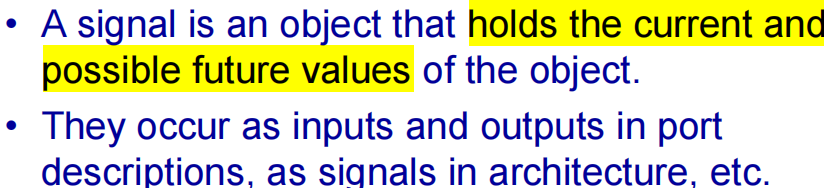 • A signal is an object that holds the current and
possible future values of the object.
• They occur as inputs and outputs in port
descriptions, as signals in architecture, etc.